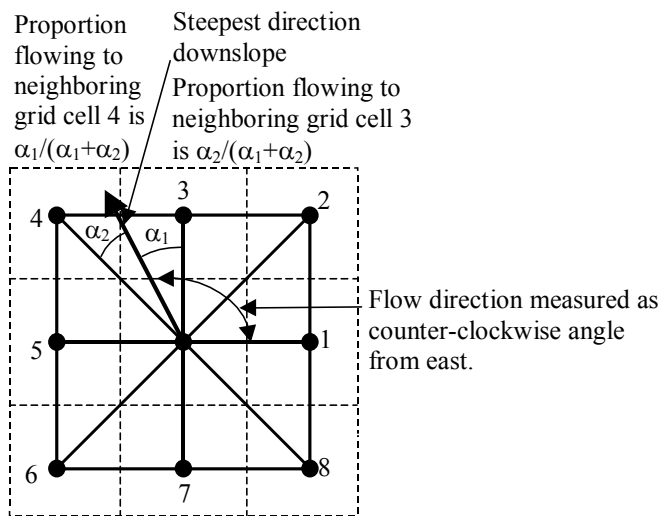 Proportion
flowing to
neighboring
grid cell 4 is
α₁/(α₁+α₂)
Steepest direction
downslope
Proportion flowing to
neighboring grid cell 3
is α₂/(α₁+α₂)
4
3
2
α₂
α₁
Flow direction measured as
counter-clockwise angle
from east.
5
1
6
7
8